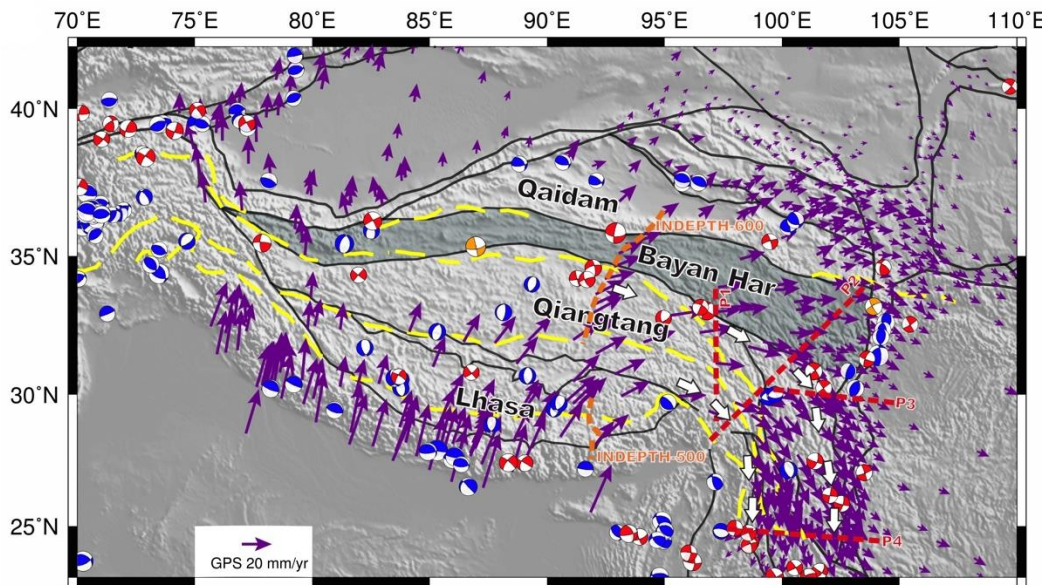 70°E 75°E 80°E 85°E 90°E 95°E 100°E 105°E 110°E
40°N
Qaidam
INDEPTH-600
35°N
Bayan Har
P2
P1
Qiangtang
30°N
Lhasa
P3
INDEPTH-500
25°N
P4
GPS 20 mm/yr